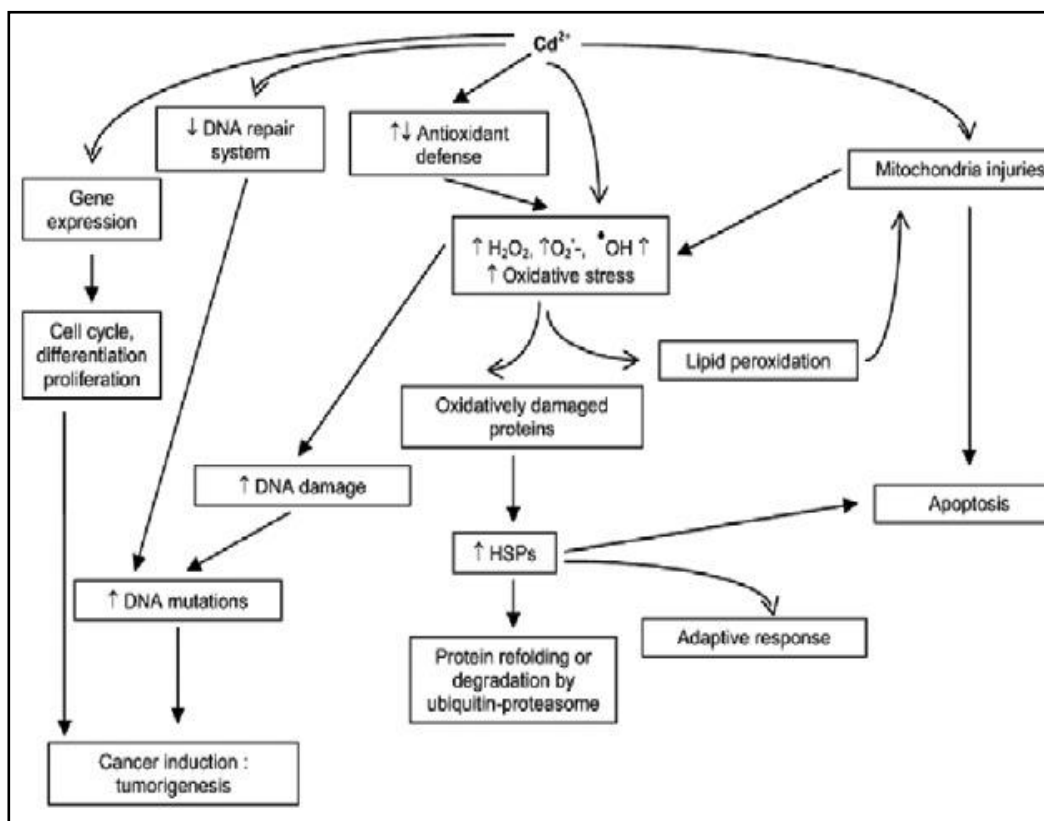 Cd²⁺
↓ DNA repair
system
↑↓ Antioxidant
defense
Mitochondria injuries
Gene
expression
↑ H₂O₂, ↑O₂˙-, •OH ↑
↑ Oxidative stress
Cell cycle,
differentiation
proliferation
Lipid peroxidation
Oxidatively damaged
proteins
↑ DNA damage
Apoptosis
↑ HSPs
↑ DNA mutations
Adaptive response
Protein refolding or
degradation by
ubiquitin-proteasome
Cancer induction :
tumorigenesis